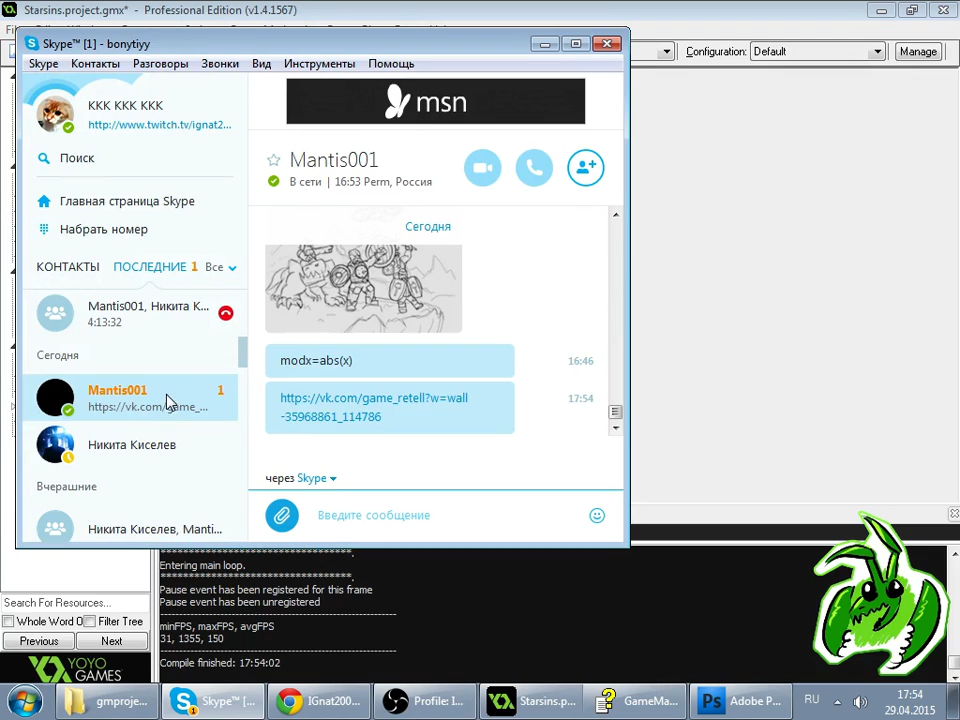 Starsins.project.gmx* - Professional Edition (v1.4.1567)
Skype™ [1] - bonytiyy
Skype Контакты Разговоры Звонки Вид Инструменты Помощь
Configuration: Default Manage
KKK KKK KKK
http://www.twitch.tv/ignat2...
Поиск
Главная страница Skype
Набрать номер
КОНТАКТЫ ПОСЛЕДНИЕ 1 Все
Mantis001, Никита К...
4:13:32
Сегодня
Mantis001 1
https://vk.com/game_...
Никита Киселев
Вчерашние
Никита Киселев, Manti...
msn
Mantis001
В сети | 16:53 Perm, Россия
Сегодня
modx=abs(x) 16:46
https://vk.com/game_retell?w=wall 17:54
-35968861_114786
через Skype
Введите сообщение
Entering main loop.
Pause event has been registered for this frame
Pause event has been unregistered
minFPS, maxFPS, avgFPS
31, 1355, 150
Compile finished: 17:54:02
Search For Resources...
Whole Word O Filter Tree
Previous Next
YOYO
GAMES
gmproje...
Skype™ [...
IGnat200...
Profile: I...
Starsins.p...
GameMa...
Ps Adobe P...
RU
17:54
29.04.2015